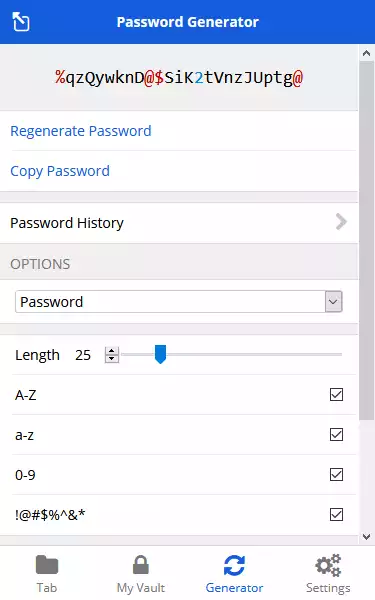 Password Generator
%qzQywknD@$SiK2tVnzJUptg@
Regenerate Password
Copy Password
Password History
OPTIONS
Password
Length 25
A-Z
a-z
0-9
!@#$%^&*
Tab My Vault Generator Settings